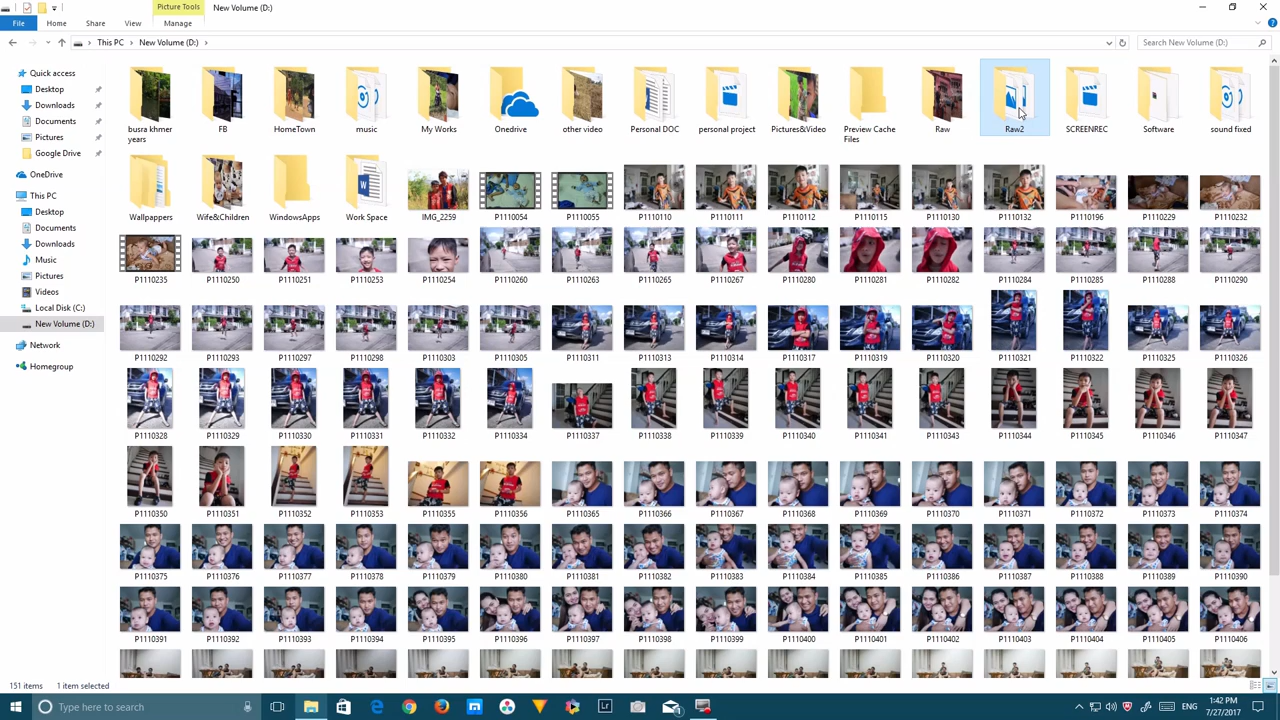 Picture Tools
New Volume (D:)
File
Home
Share
View
Manage
This PC
New Volume (D:)
Search New Volume (D:)
Quick access
Desktop
Downloads
Documents
Pictures
Google Drive
OneDrive
This PC
Desktop
Documents
Downloads
Music
Pictures
Videos
Local Disk (C:)
New Volume (D:)
Network
Homegroup
busra khmer years
FB
HomeTown
music
My Works
Onedrive
other video
Personal DOC
personal project
Pictures&Video
Preview Cache Files
Raw
Raw2
SCREENREC
Software
sound fixed
Wallpappers
Wife&Children
WindowsApps
Work Space
IMG_2259
P1110054
P1110055
P1110110
P1110111
P1110112
P1110115
P1110130
P1110132
P1110196
P1110229
P1110232
P1110235
P1110250
P1110251
P1110253
P1110254
P1110260
P1110263
P1110265
P1110267
P1110280
P1110281
P1110282
P1110284
P1110285
P1110288
P1110290
P1110292
P1110293
P1110297
P1110298
P1110303
P1110305
P1110311
P1110313
P1110314
P1110317
P1110319
P1110320
P1110321
P1110322
P1110325
P1110326
P1110328
P1110329
P1110330
P1110331
P1110332
P1110334
P1110337
P1110338
P1110339
P1110340
P1110341
P1110343
P1110344
P1110345
P1110346
P1110347
P1110350
P1110351
P1110352
P1110353
P1110355
P1110356
P1110365
P1110366
P1110367
P1110368
P1110369
P1110370
P1110371
P1110372
P1110373
P1110374
P1110375
P1110376
P1110377
P1110378
P1110379
P1110380
P1110381
P1110382
P1110383
P1110384
P1110385
P1110386
P1110387
P1110388
P1110389
P1110390
P1110391
P1110392
P1110393
P1110394
P1110395
P1110396
P1110397
P1110398
P1110399
P1110400
P1110401
P1110402
P1110403
P1110404
P1110405
P1110406
151 items
1 item selected
Type here to search
ENG
1:42 PM
7/27/2017